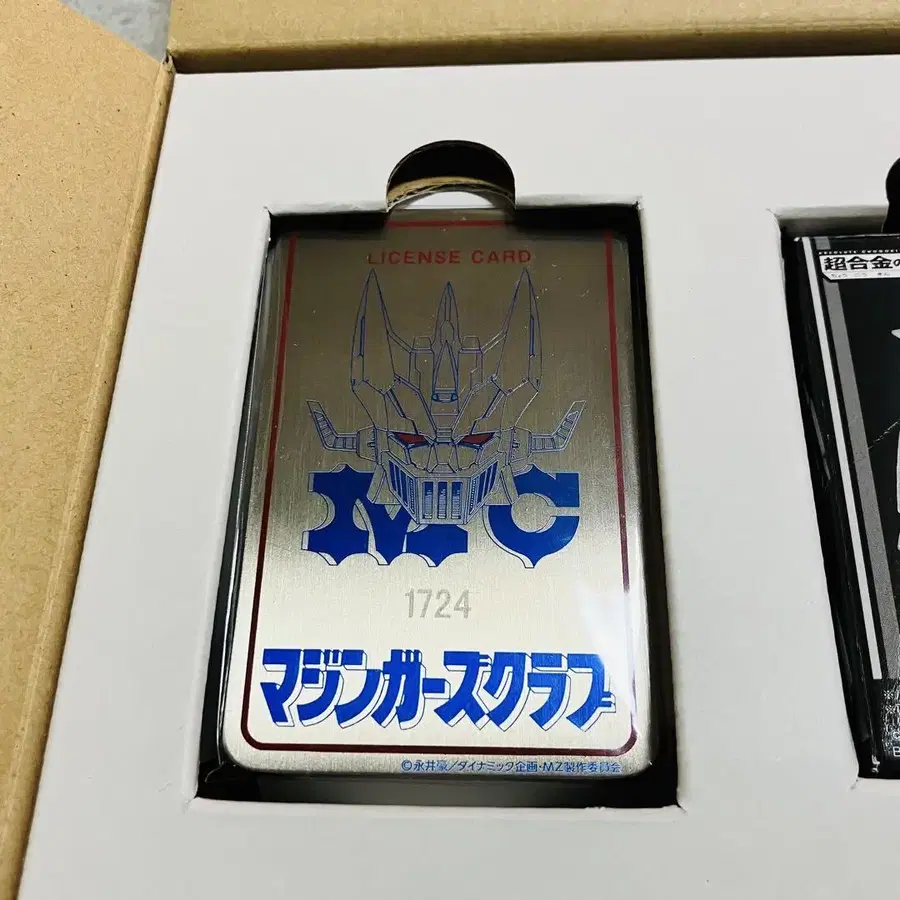 LICENSE CARD
MC
1724
マジンガーズクラブ
©永井豪／ダイナミック企画・MZ製作委員会
超合金の